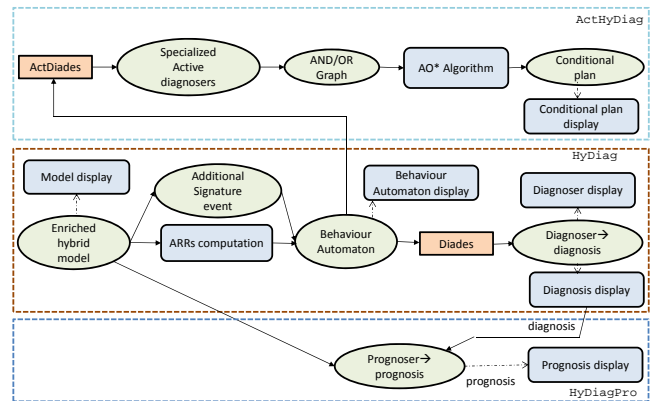 ActHyDiag
ActDiades
Specialized
Active
diagnosers
AND/OR
Graph
AO* Algorithm
Conditional
plan
Conditional plan
display
HyDiag
Model display
Additional
Signature
event
Behaviour
Automaton display
Diagnoser display
Enriched
hybrid
model
ARRs computation
Behaviour
Automaton
Diades
Diagnoser→
diagnosis
Diagnosis display
diagnosis
Prognoser→
prognosis
prognosis
Prognosis display
HyDiagPro